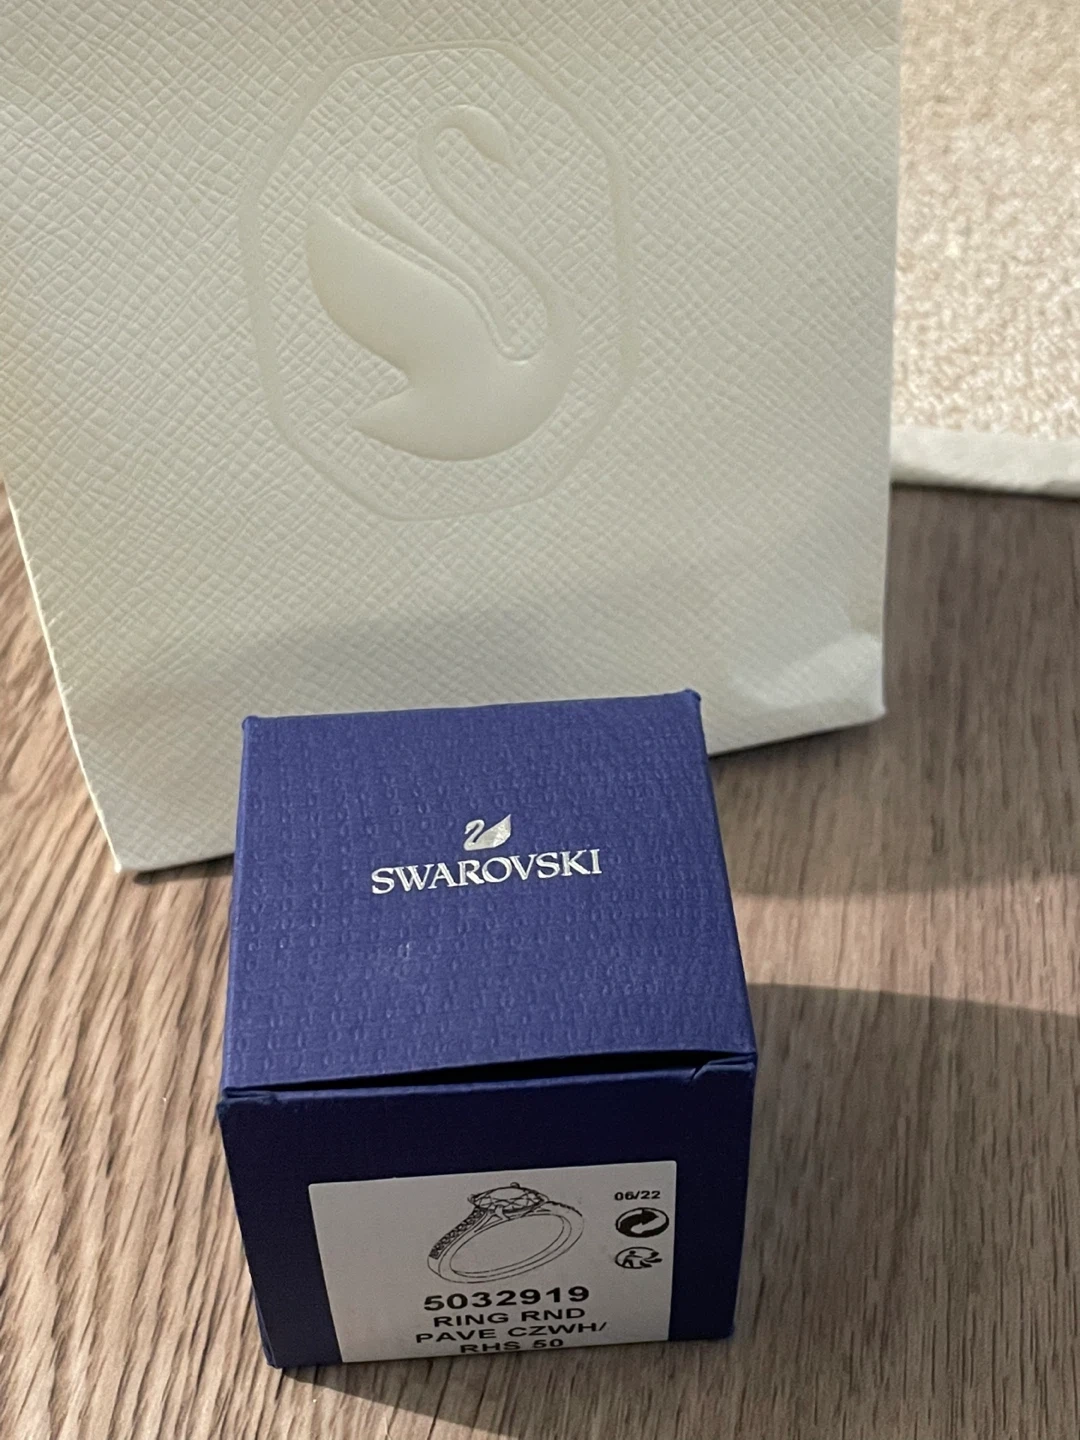 SWAROVSKI
06/22
5032919
RING RND
PAVE CZWH/
RHS 50